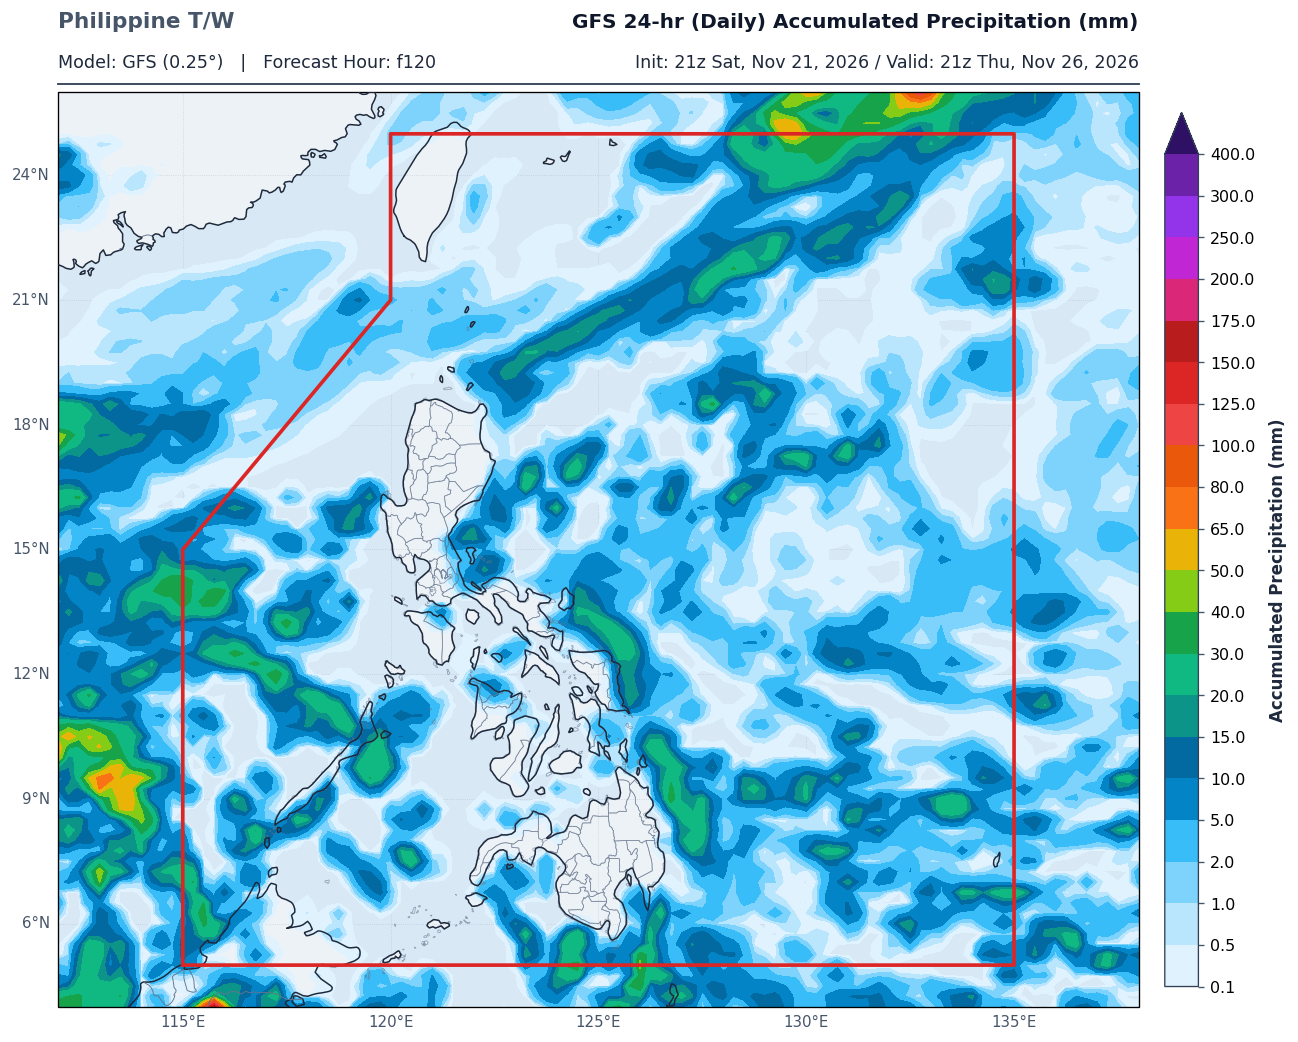 Philippine T/W
GFS 24-hr (Daily) Accumulated Precipitation (mm)
Model: GFS (0.25°)   |   Forecast Hour: f120
Init: 21z Sat, Nov 21, 2026 / Valid: 21z Thu, Nov 26, 2026
24°N
21°N
18°N
15°N
12°N
9°N
6°N
115°E
120°E
125°E
130°E
135°E
400.0
300.0
250.0
200.0
175.0
150.0
125.0
100.0
80.0
65.0
50.0
40.0
30.0
20.0
15.0
10.0
5.0
2.0
1.0
0.5
0.1
Accumulated Precipitation (mm)